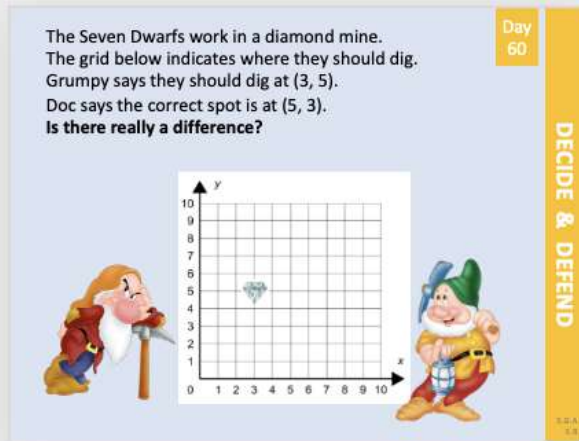 The Seven Dwarfs work in a diamond mine.
The grid below indicates where they should dig.
Grumpy says they should dig at (3, 5).
Doc says the correct spot is at (5, 3).
Is there really a difference?
Day
60
DECIDE & DEFEND
y
10
9
8
7
6
5
4
3
2
1
x
0 1 2 3 4 5 6 7 8 9 10